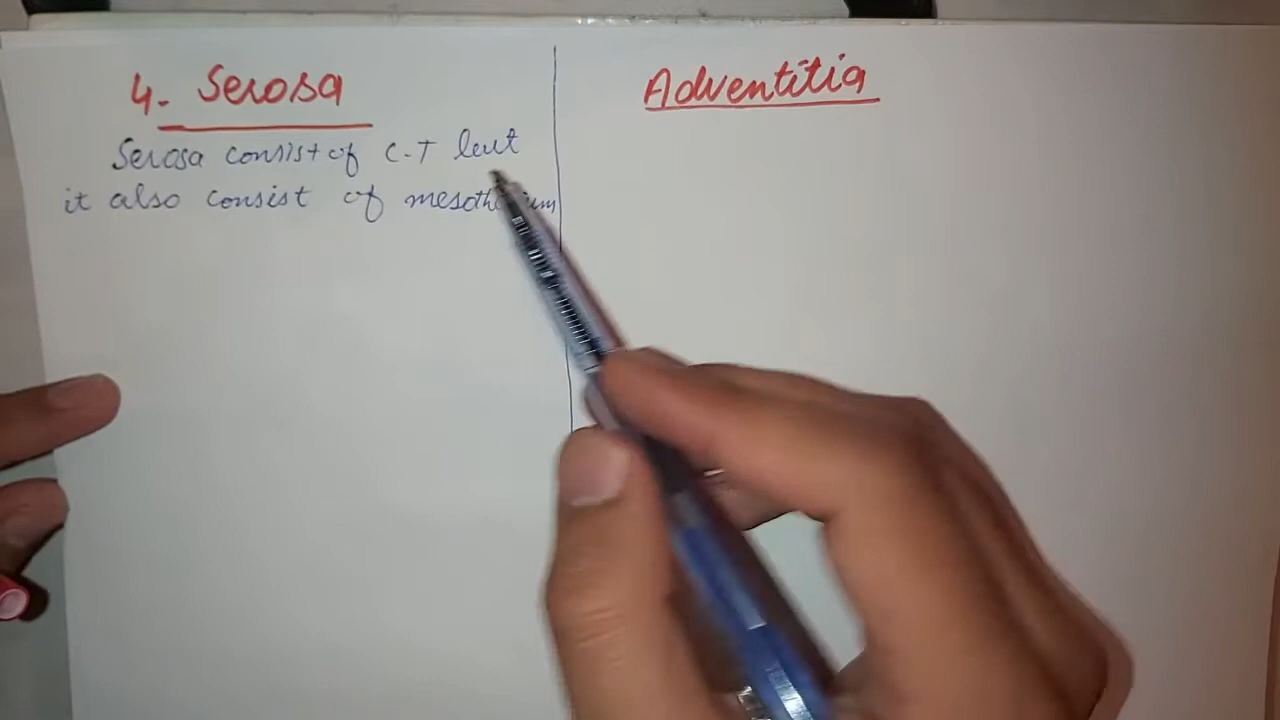 4. Serosa
Adventitia
Serosa consist of C.T but
it also consist of